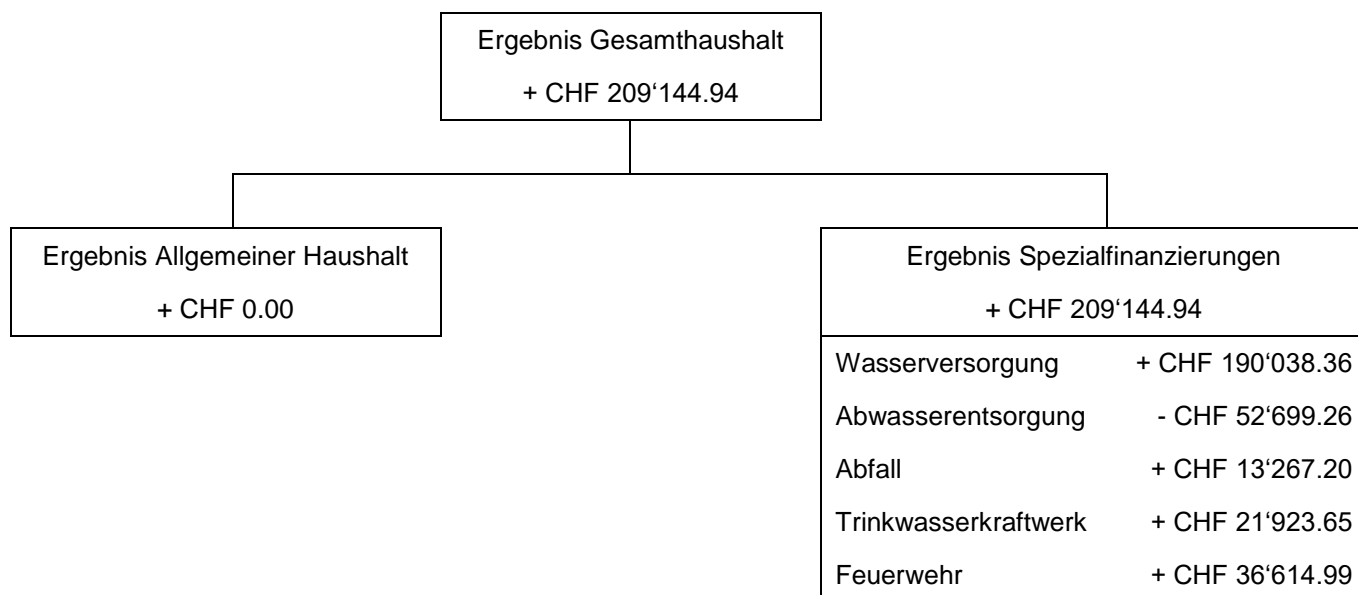 Ergebnis Gesamthaushalt
+ CHF 209‘144.94
Ergebnis Allgemeiner Haushalt
+ CHF 0.00
Ergebnis Spezialfinanzierungen
+ CHF 209‘144.94
Wasserversorgung + CHF 190‘038.36
Abwasserentsorgung - CHF 52‘699.26
Abfall + CHF 13‘267.20
Trinkwasserkraftwerk + CHF 21‘923.65
Feuerwehr + CHF 36‘614.99